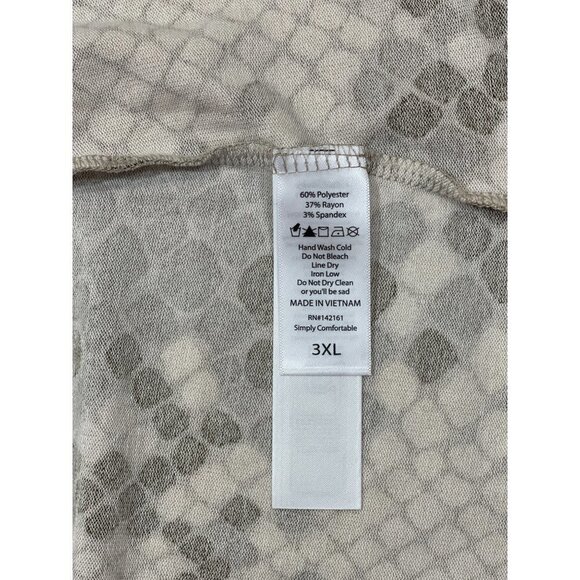 60% Polyester
37% Rayon
3% Spandex
Hand Wash Cold
Do Not Bleach
Line Dry
Iron Low
Do Not Dry Clean
or you'll be sad
MADE IN VIETNAM
RN#142161
Simply Comfortable
3XL